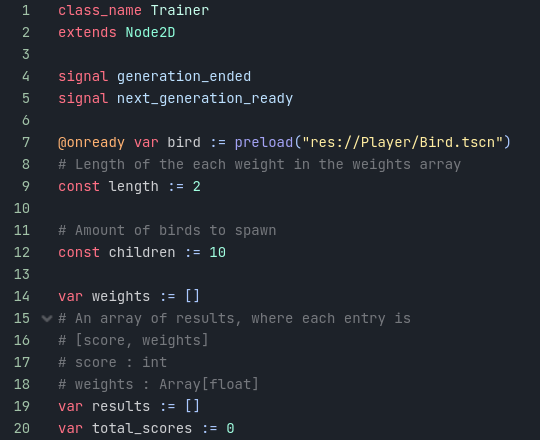 1 class_name Trainer
2 extends Node2D
3
4 signal generation_ended
5 signal next_generation_ready
6
7 @onready var bird := preload("res://Player/Bird.tscn")
8 # Length of the each weight in the weights array
9 const length := 2
10
11 # Amount of birds to spawn
12 const children := 10
13
14 var weights := []
15 # An array of results, where each entry is
16 # [score, weights]
17 # score : int
18 # weights : Array[float]
19 var results := []
20 var total_scores := 0